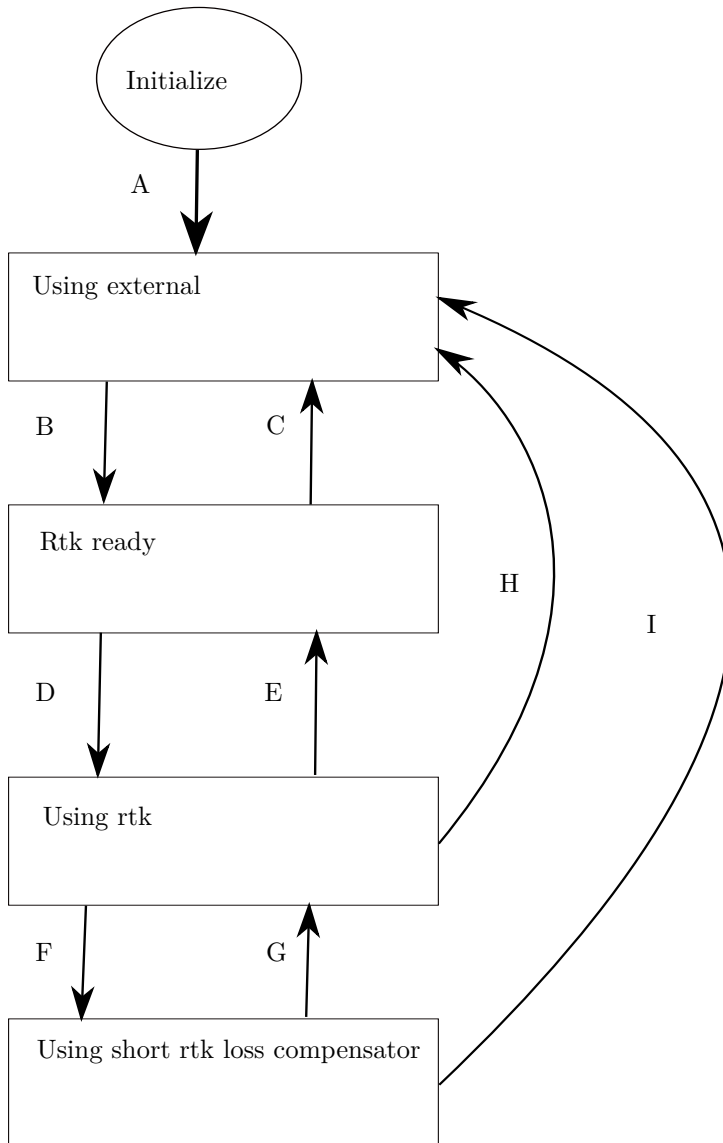 Initialize
A
Using external
B
C
Rtk ready
H
I
D
E
Using rtk
F
G
Using short rtk loss compensator